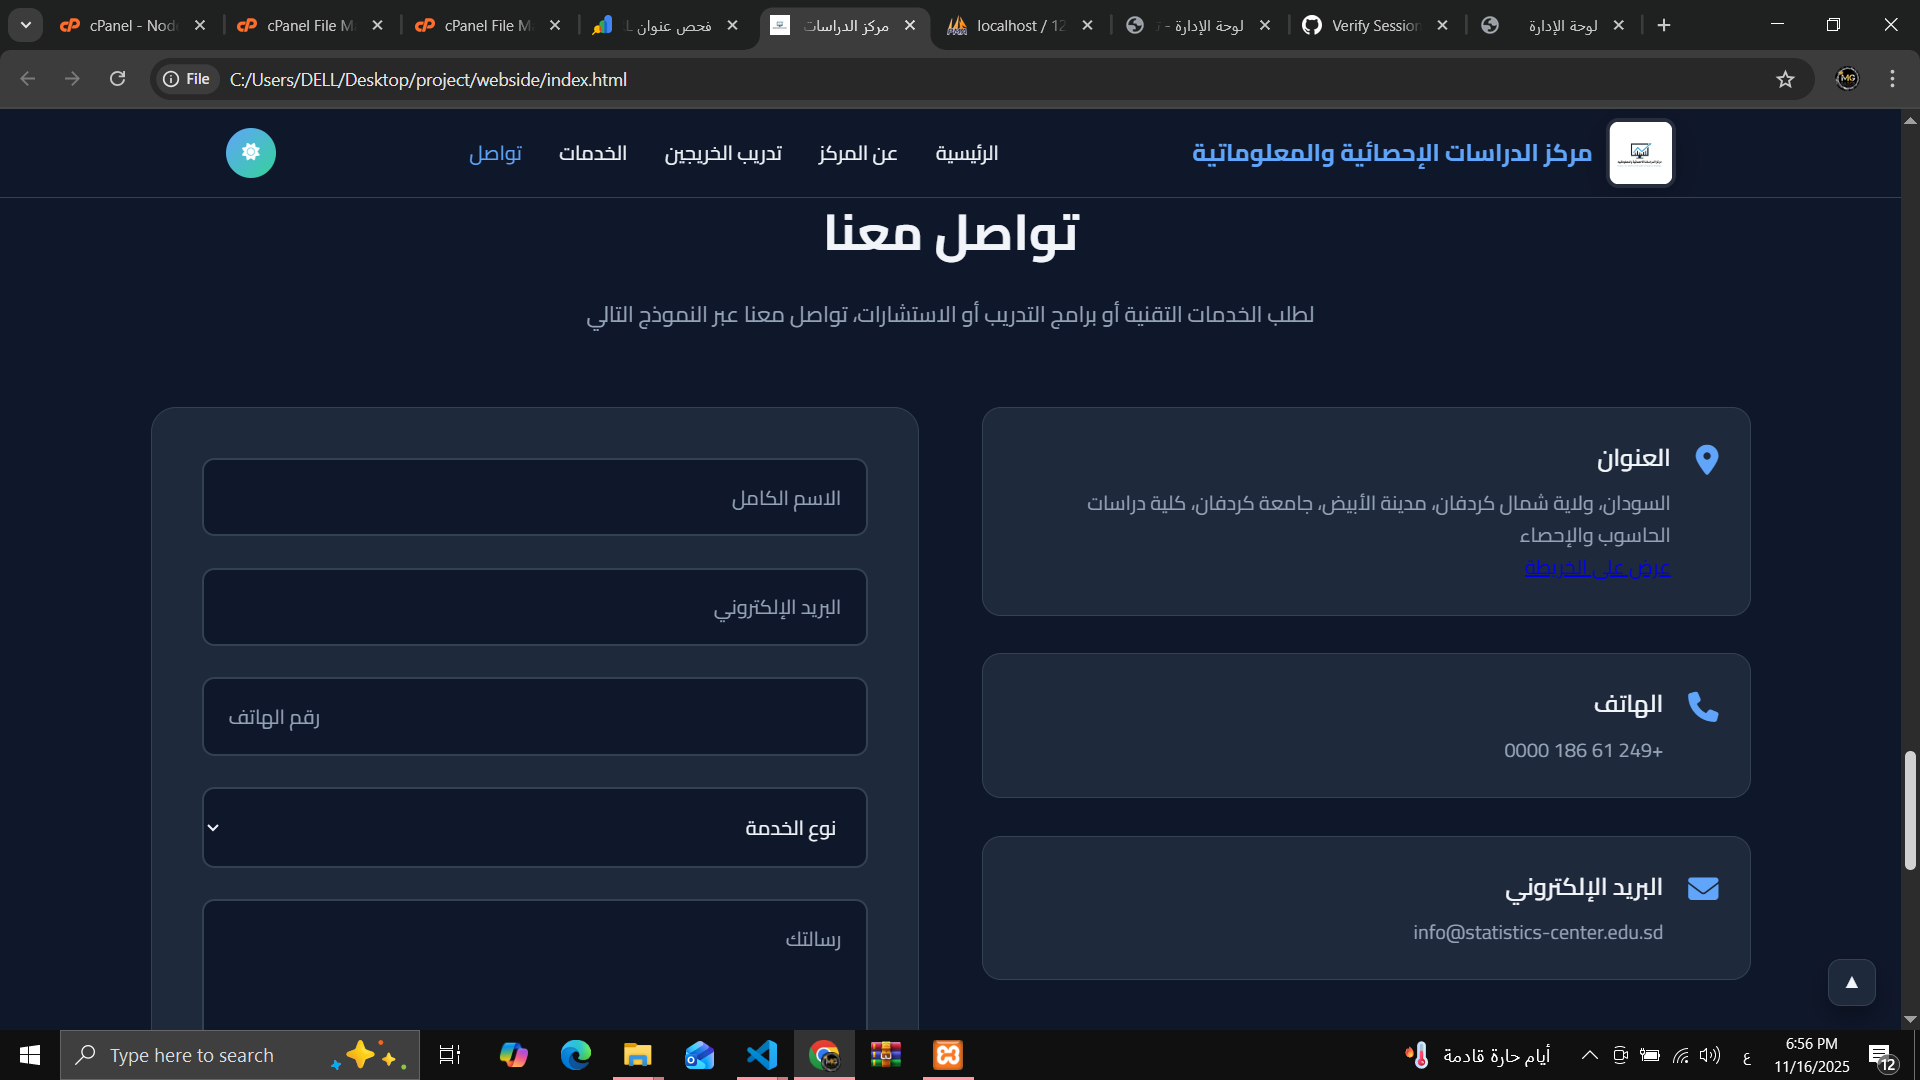 cPanel - Nod
cPanel File M
cPanel File M
فحص عنوان
مركز الدراسات
localhost / 12
لوحة الإدارة -
Verify Session
لوحة الإدارة
File
C:/Users/DELL/Desktop/project/webside/index.html
MG
مركز الدراسات الإحصائية والمعلوماتية
الرئيسية
عن المركز
تدريب الخريجين
الخدمات
تواصل
تواصل معنا
لطلب الخدمات التقنية أو برامج التدريب أو الاستشارات، تواصل معنا عبر النموذج التالي
العنوان
السودان، ولاية شمال كردفان، مدينة الأبيض، جامعة كردفان، كلية دراسات
الحاسوب والإحصاء
عرض على الخريطة
الهاتف
0000 186 61 249+
البريد الإلكتروني
info@statistics-center.edu.sd
الاسم الكامل
البريد الإلكتروني
رقم الهاتف
نوع الخدمة
رسالتك
Type here to search
أيام حارة قادمة
ع
6:56 PM
11/16/2025
12